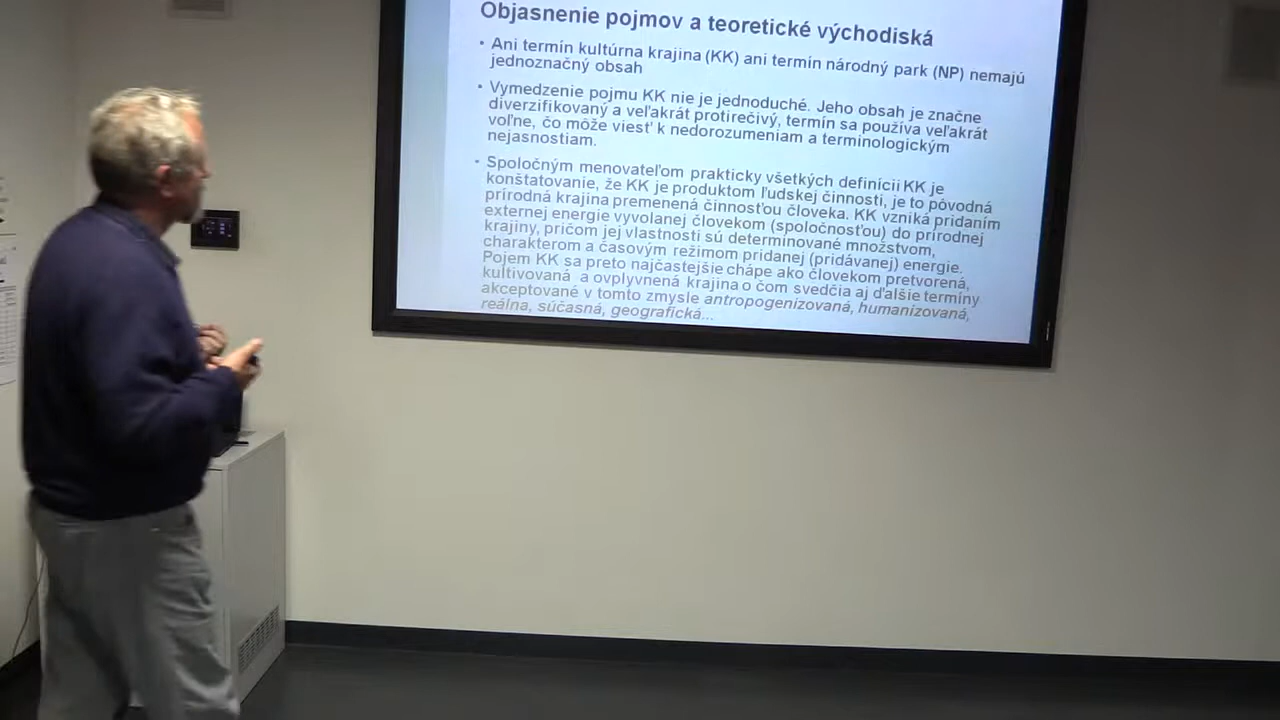 Objasnenie pojmov a teoretické východiská
• Ani termín kultúrna krajina (KK) ani termín národný park (NP) nemajú
jednoznačný obsah
• Vymedzenie pojmu KK nie je jednoduché. Jeho obsah je značne
diverzifikovaný a veľakrát protirečivý, termín sa používa veľakrát
voľne, čo môže viesť k nedorozumeniam a terminologickým
nejasnostiam.
• Spoločným menovateľom prakticky všetkých definícii KK je
konštatovanie, že KK je produktom ľudskej činnosti, je to pôvodná
prírodná krajina premenená činnosťou človeka. KK vzniká pridaním
externej energie vyvolanej človekom (spoločnosťou) do prírodnej
krajiny, pričom jej vlastnosti sú determinované množstvom,
charakterom a časovým režimom pridanej (pridávanej) energie.
Pojem KK sa preto najčastejšie chápe ako človekom pretvorená,
kultivovaná a ovplyvnená krajina o čom svedčia aj ďalšie termíny
akceptované v tomto zmysle antropogenizovaná, humanizovaná,
reálna, súčasná, geografická...